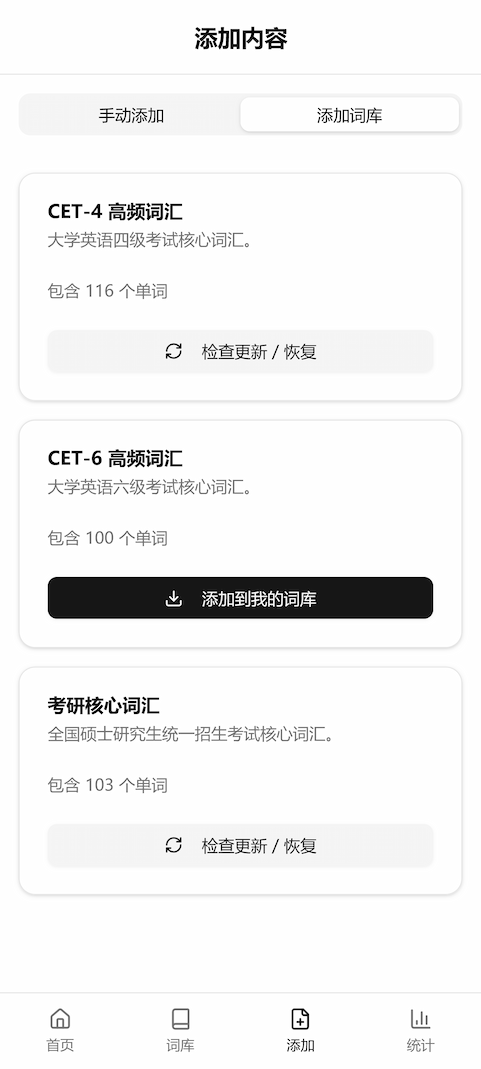 添加内容
手动添加
添加词库
CET-4 高频词汇
大学英语四级考试核心词汇。
包含 116 个单词
检查更新 / 恢复
CET-6 高频词汇
大学英语六级考试核心词汇。
包含 100 个单词
添加到我的词库
考研核心词汇
全国硕士研究生统一招生考试核心词汇。
包含 103 个单词
检查更新 / 恢复
首页
词库
添加
统计